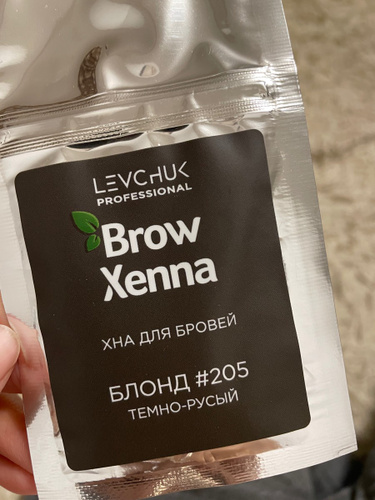 LEVCHUK
PROFESSIONAL
Brow
Xenna
ХНА ДЛЯ БРОВЕЙ
БЛОНД #205
ТЕМНО-РУСЫЙ